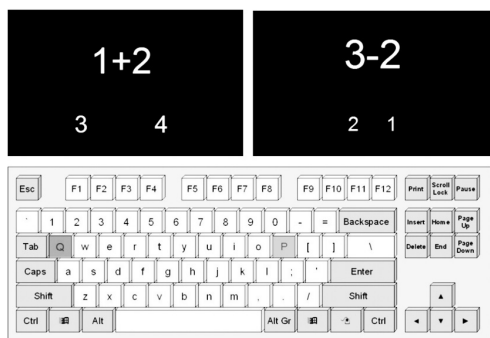 1+2
3 4
3-2
2 1
Esc F1 F2 F3 F4 F5 F6 F7 F8 F9 F10 F11 F12 Print Scroll Lock Pause
` 1 2 3 4 5 6 7 8 9 0 - = Backspace Insert Home Page Up
Tab Q w e r t y u i o P [ ] \ Delete End Page Down
Caps a s d f g h j k l ; ' Enter
Shift z x c v b n m , . / Shift
Ctrl Alt Alt Gr Ctrl